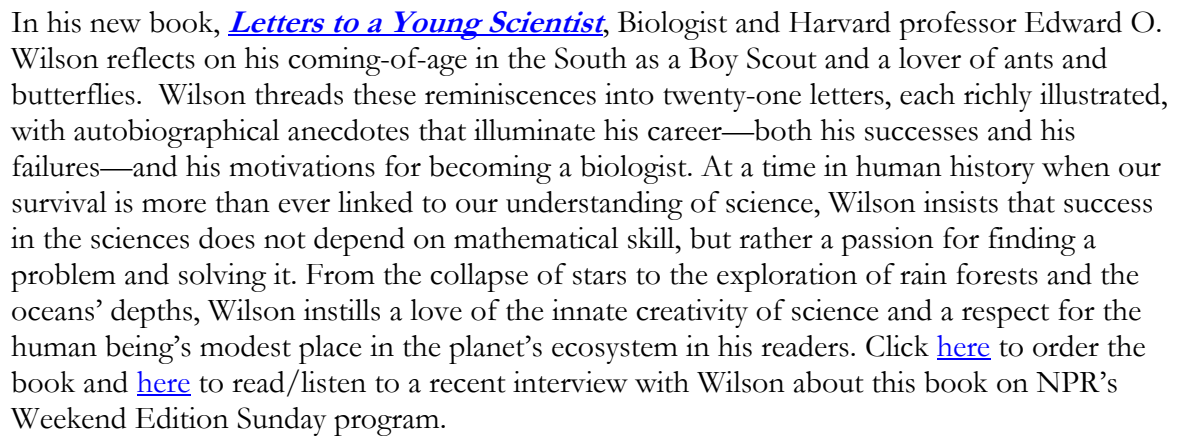 In his new book, Letters to a Young Scientist, Biologist and Harvard professor Edward O.
Wilson reflects on his coming-of-age in the South as a Boy Scout and a lover of ants and
butterflies.  Wilson threads these reminiscences into twenty-one letters, each richly illustrated,
with autobiographical anecdotes that illuminate his career—both his successes and his
failures—and his motivations for becoming a biologist. At a time in human history when our
survival is more than ever linked to our understanding of science, Wilson insists that success
in the sciences does not depend on mathematical skill, but rather a passion for finding a
problem and solving it. From the collapse of stars to the exploration of rain forests and the
oceans’ depths, Wilson instills a love of the innate creativity of science and a respect for the
human being’s modest place in the planet’s ecosystem in his readers. Click here to order the
book and here to read/listen to a recent interview with Wilson about this book on NPR’s
Weekend Edition Sunday program.